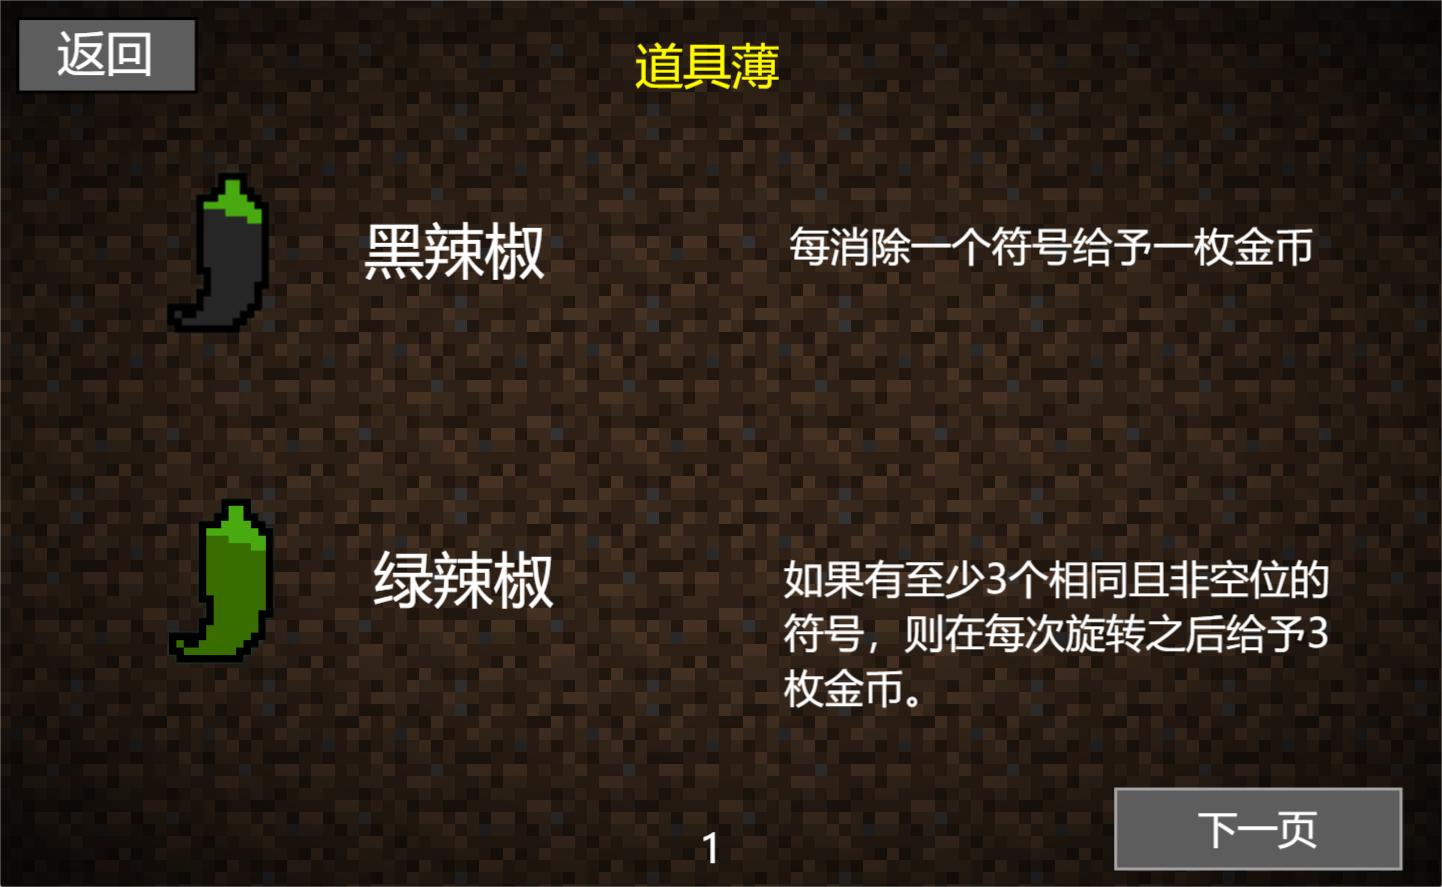 返回
道具薄
黑辣椒
每消除一个符号给予一枚金币
绿辣椒
如果有至少3个相同且非空位的
符号，则在每次旋转之后给予3
枚金币。
1
下一页